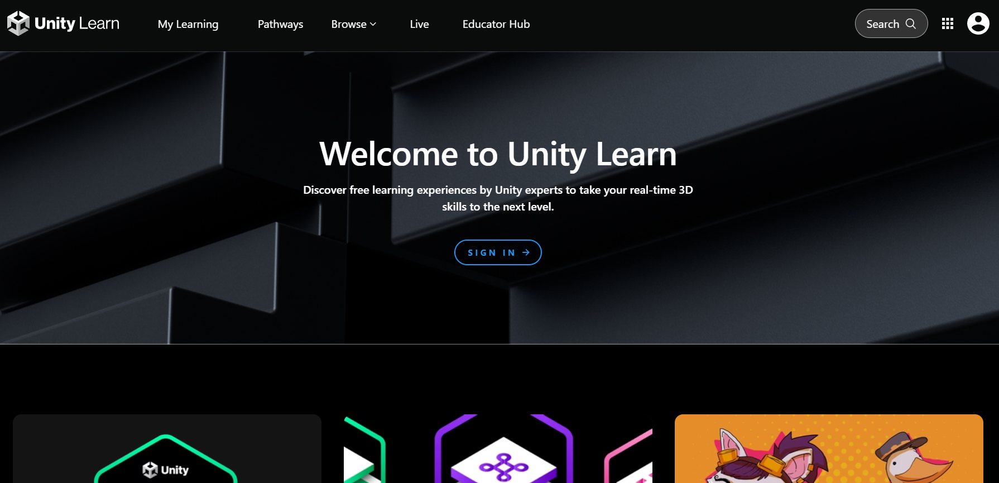 Unity Learn
My Learning
Pathways
Browse
Live
Educator Hub
Search
Welcome to Unity Learn
Discover free learning experiences by Unity experts to take your real-time 3D
skills to the next level.
SIGN IN
Unity